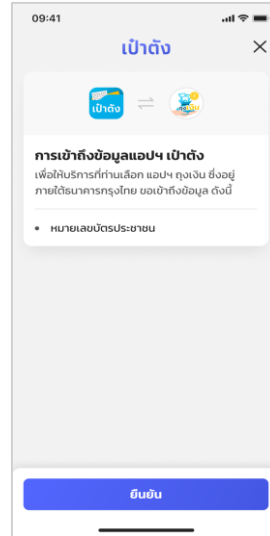 09:41
เป๋าตัง
เป๋าตัง
ถุงเงิน
การเข้าถึงข้อมูลแอปฯ เป๋าตัง
เพื่อให้บริการที่ท่านเลือก แอปฯ ถุงเงิน ซึ่งอยู่
ภายใต้ธนาคารกรุงไทย ขอเข้าถึงข้อมูล ดังนี้
• หมายเลขบัตรประชาชน
ยืนยัน